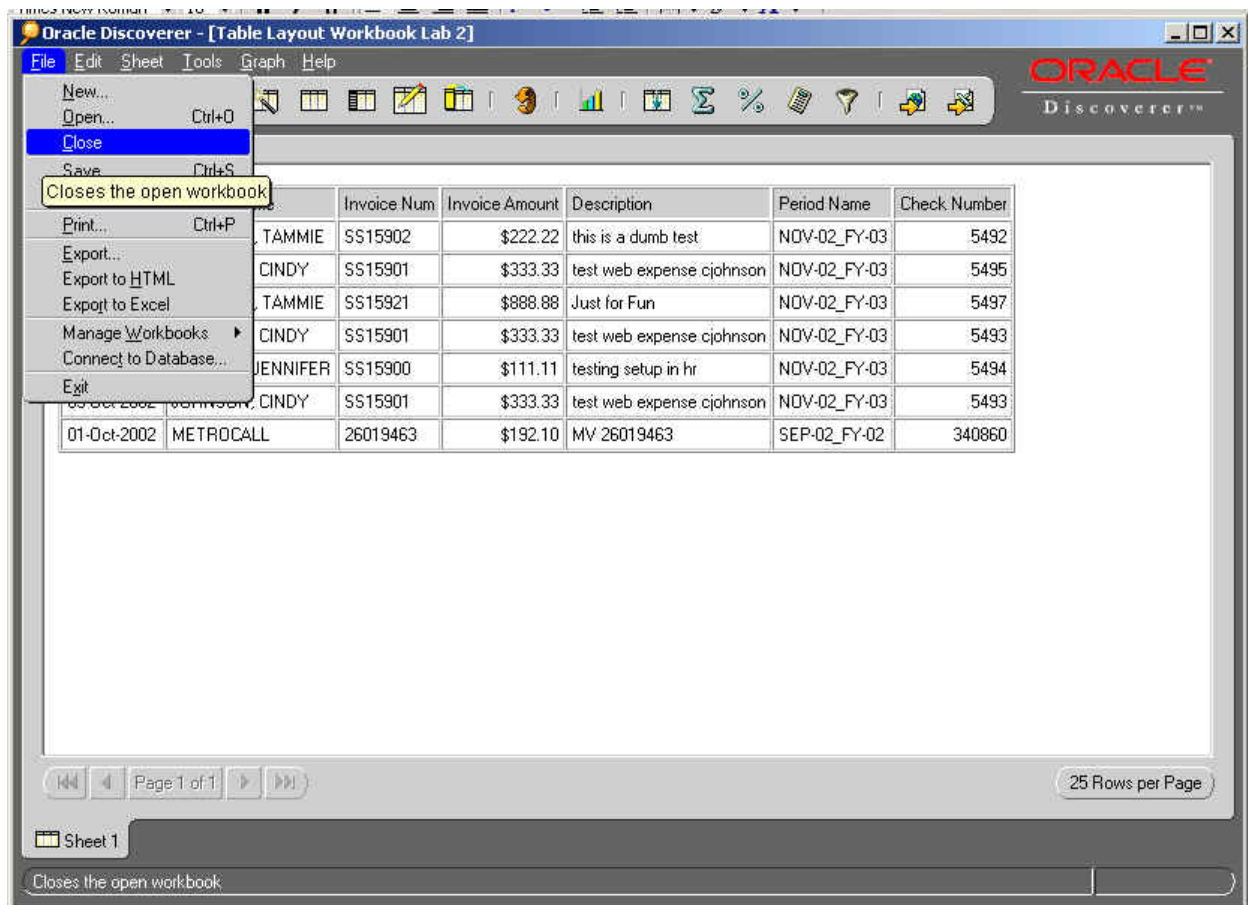 Oracle Discoverer - [Table Layout Workbook Lab 2]
File Edit Sheet Tools Graph Help
ORACLE
Discoverer™
New...
Open... Ctrl+O
Close
Save Ctrl+S
Closes the open workbook
Print... Ctrl+P
Export...
Export to HTML
Export to Excel
Manage Workbooks
Connect to Database...
Exit
Invoice Num Invoice Amount Description Period Name Check Number
, TAMMIE SS15902 $222.22 this is a dumb test NOV-02_FY-03 5492
CINDY SS15901 $333.33 test web expense cjohnson NOV-02_FY-03 5495
, TAMMIE SS15921 $888.88 Just for Fun NOV-02_FY-03 5497
CINDY SS15901 $333.33 test web expense cjohnson NOV-02_FY-03 5493
JENNIFER SS15900 $111.11 testing setup in hr NOV-02_FY-03 5494
CINDY SS15901 $333.33 test web expense cjohnson NOV-02_FY-03 5493
01-Oct-2002 METROCALL 26019463 $192.10 MV 26019463 SEP-02_FY-02 340860
Page 1 of 1
25 Rows per Page
Sheet 1
Closes the open workbook